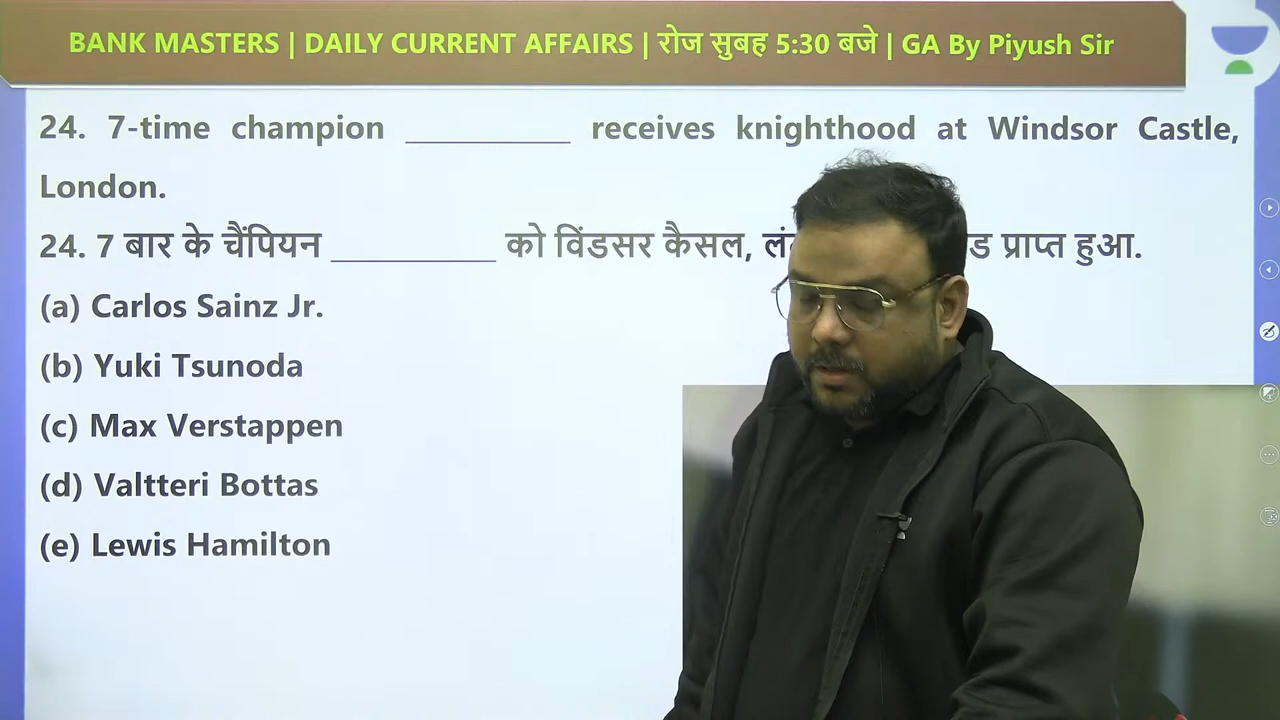 BANK MASTERS | DAILY CURRENT AFFAIRS | रोज सुबह 5:30 बजे | GA By Piyush Sir
24. 7-time champion __________ receives knighthood at Windsor Castle,
London.
24. 7 बार के चैंपियन __________ को विंडसर कैसल, प्राप्त हुआ.
(a) Carlos Sainz Jr.
(b) Yuki Tsunoda
(c) Max Verstappen
(d) Valtteri Bottas
(e) Lewis Hamilton